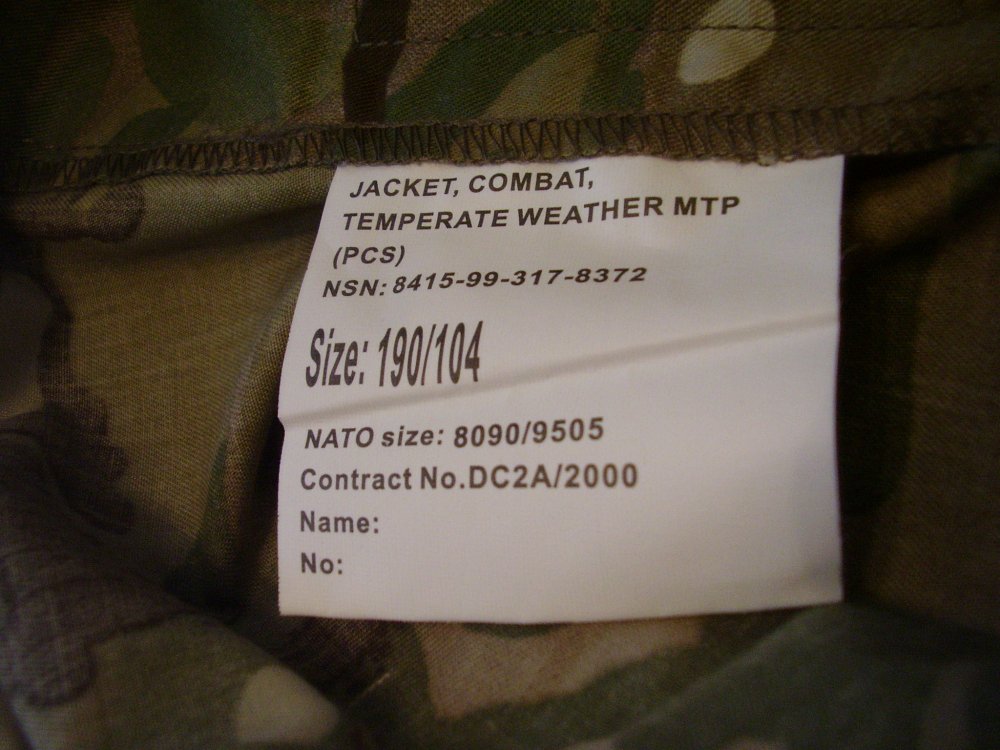 JACKET, COMBAT,
TEMPERATE WEATHER MTP
(PCS)
NSN: 8415-99-317-8372
Size: 190/104
NATO size: 8090/9505
Contract No.DC2A/2000
Name:
No: